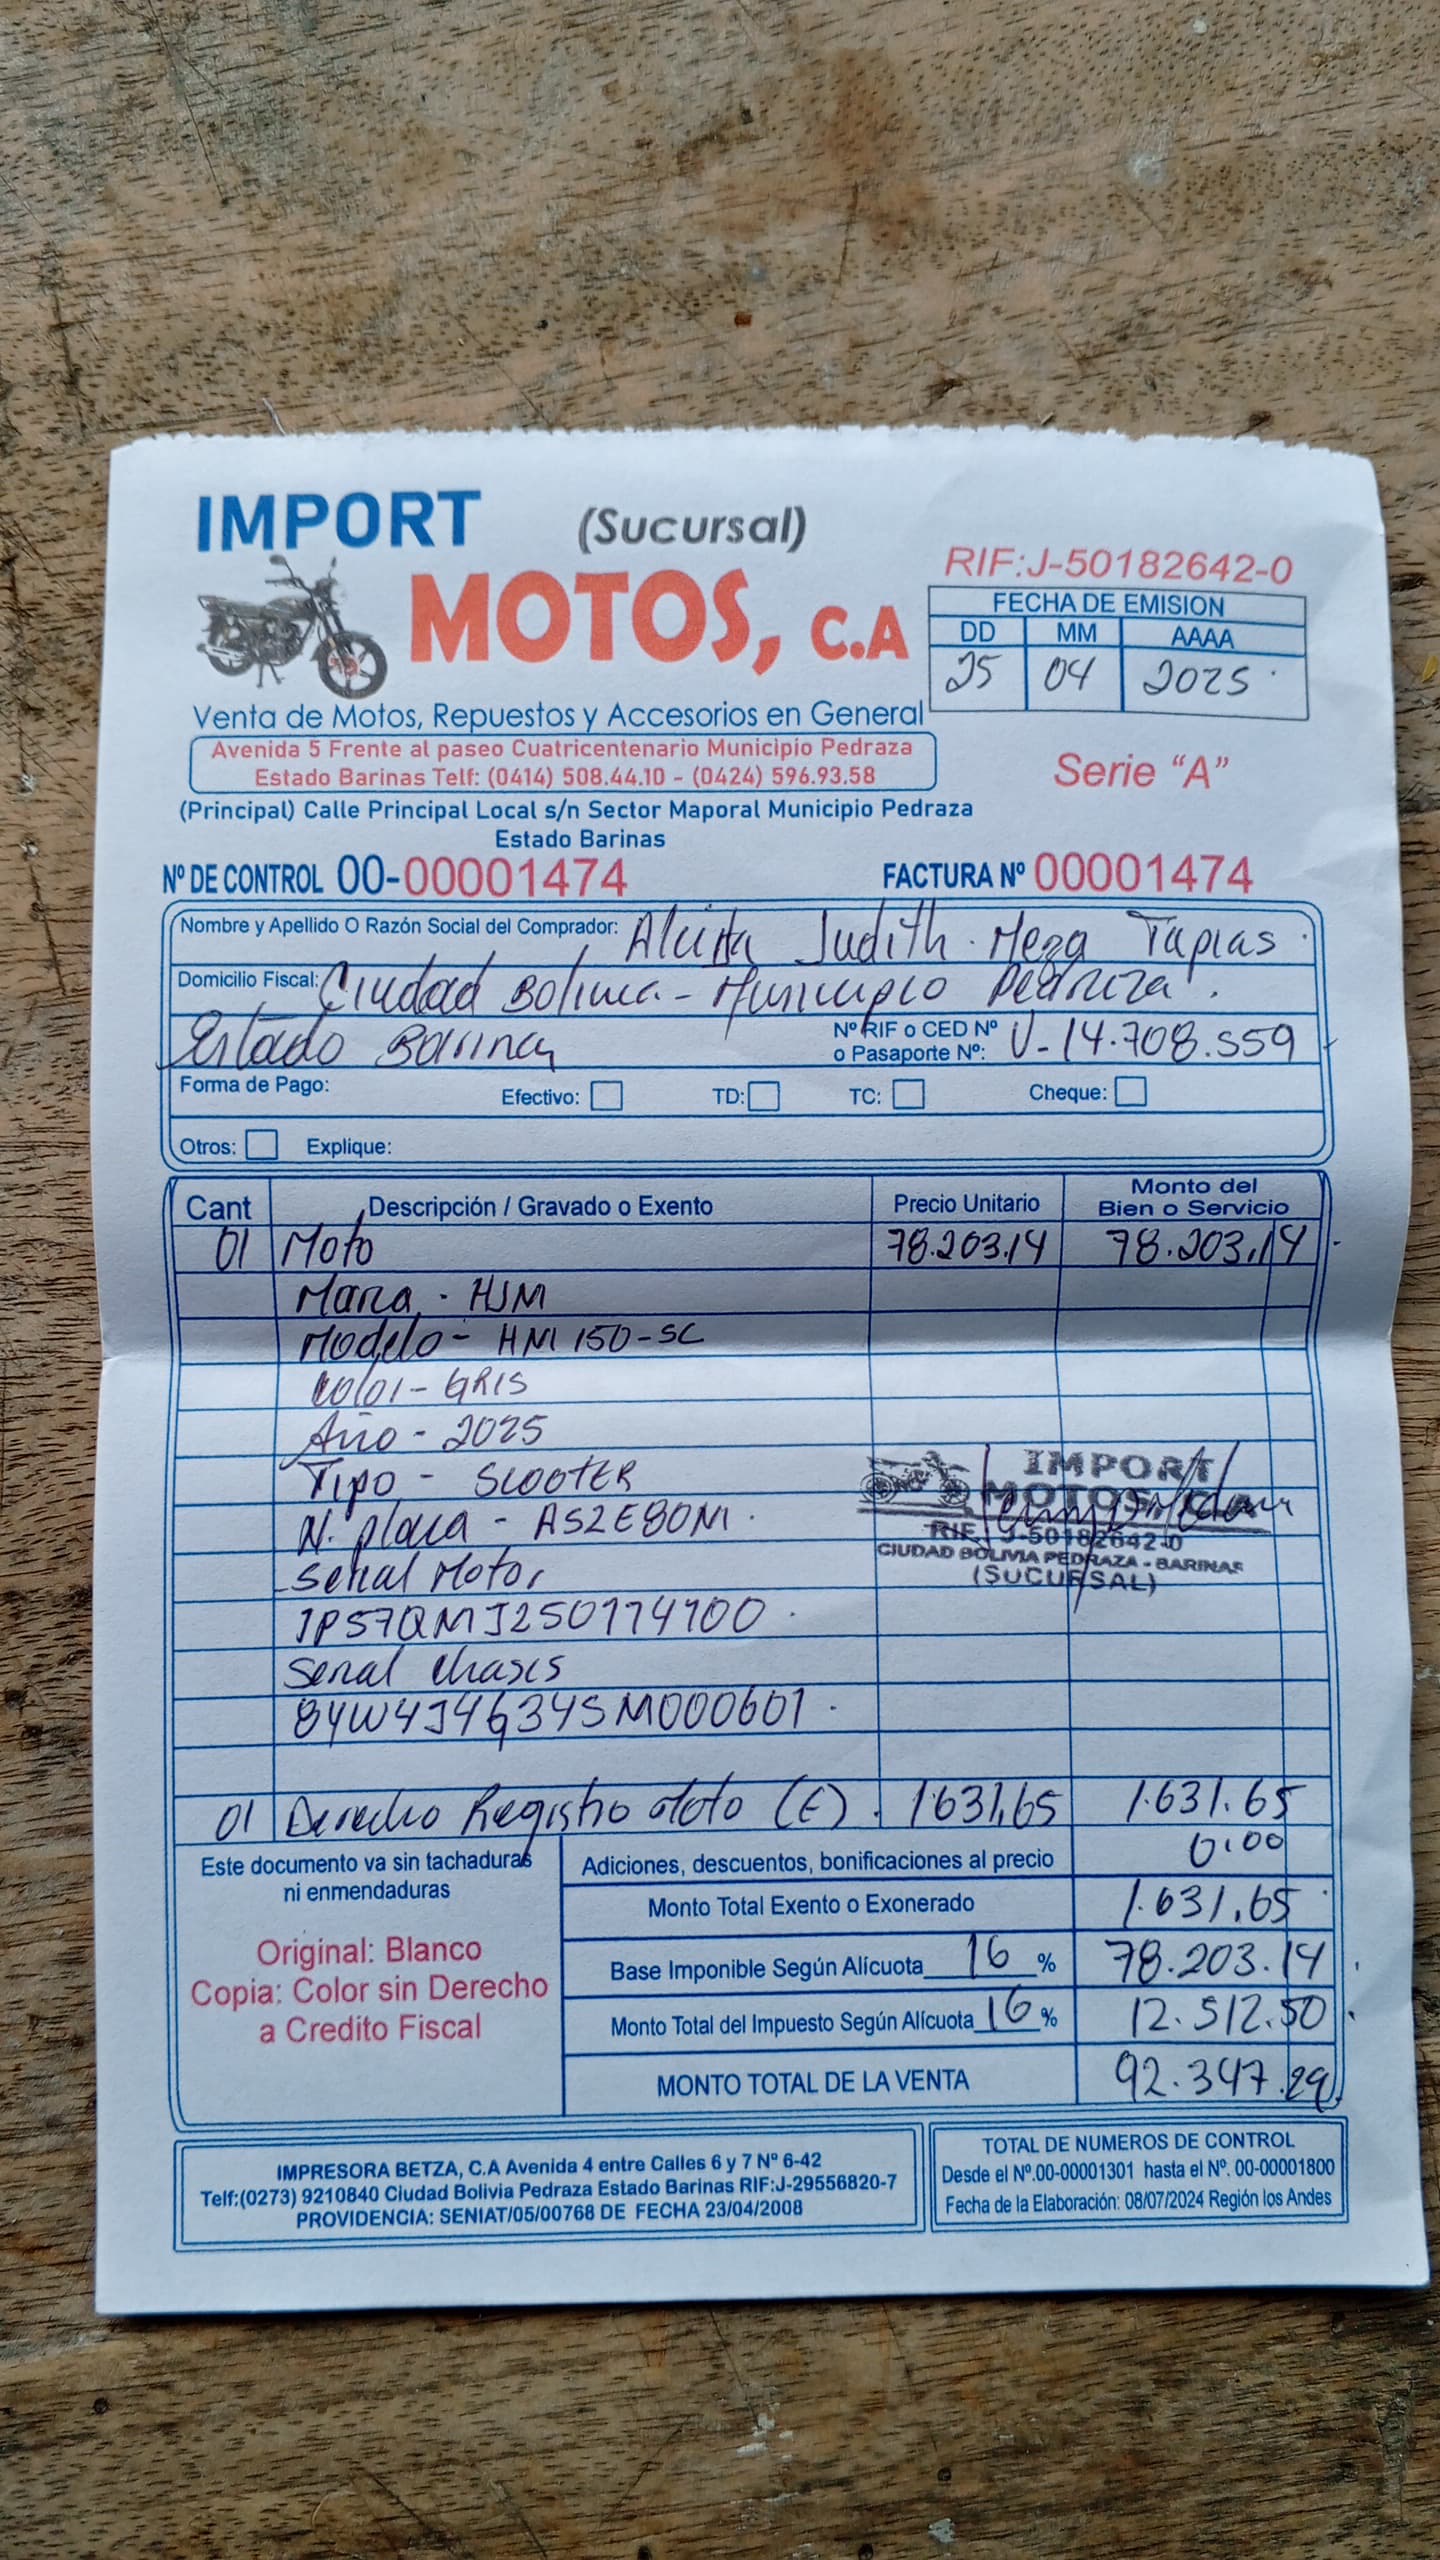 IMPORT (Sucursal)
MOTOS, C.A
RIF:J-50182642-0
FECHA DE EMISION
DD MM AAAA
25 04 2025
Venta de Motos, Repuestos y Accesorios en General
Avenida 5 Frente al paseo Cuatricentenario Municipio Pedraza
Estado Barinas Telf: (0414) 508.44.10 - (0424) 596.93.58
Serie "A"
(Principal) Calle Principal Local s/n Sector Maporal Municipio Pedraza
Estado Barinas
Nº DE CONTROL 00-00001474 FACTURA Nº 00001474
Nombre y Apellido O Razón Social del Comprador: Judith Meza Tapias
Domicilio Fiscal: Ciudad Bolivia - Municipio Pedraza.
Estado Barinas Nº RIF o CED Nº
o Pasaporte Nº: V-14.708.559
Forma de Pago: Efectivo: TD: TC: Cheque:
Otros: Explique:
Cant Descripción / Gravado o Exento Precio Unitario Monto del
Bien o Servicio
01 Moto 78.203.14 78.203.14
Marca - HJM
Modelo - HM 150-SC
Color - GRIS
Año - 2025
Tipo - SCOOTER
N. placa - AS2E80M.
Serial Motor
1P57QMJ250174700
Serial Chasis
84W4J4G34SM000601
IMPORT
MOTOS, C.A
RIF. J-50182642-0
CIUDAD BOLIVIA PEDRAZA - BARINAS
(SUCURSAL)
01 Derecho Registro Moto (E). 1.631,65 1.631.65
Este documento va sin tachaduras
ni enmendaduras
Original: Blanco
Copia: Color sin Derecho
a Credito Fiscal
Adiciones, descuentos, bonificaciones al precio 0.00
Monto Total Exento o Exonerado 1.631,65
Base Imponible Según Alícuota 16 % 78.203.14
Monto Total del Impuesto Según Alícuota 16 % 12.512.50
MONTO TOTAL DE LA VENTA 92.347.29
IMPRESORA BETZA, C.A Avenida 4 entre Calles 6 y 7 Nº 6-42
Telf:(0273) 9210840 Ciudad Bolivia Pedraza Estado Barinas RIF:J-29556820-7
PROVIDENCIA: SENIAT/05/00768 DE FECHA 23/04/2008
TOTAL DE NUMEROS DE CONTROL
Desde el Nº.00-00001301 hasta el Nº. 00-00001800
Fecha de la Elaboración: 08/07/2024 Región los Andes